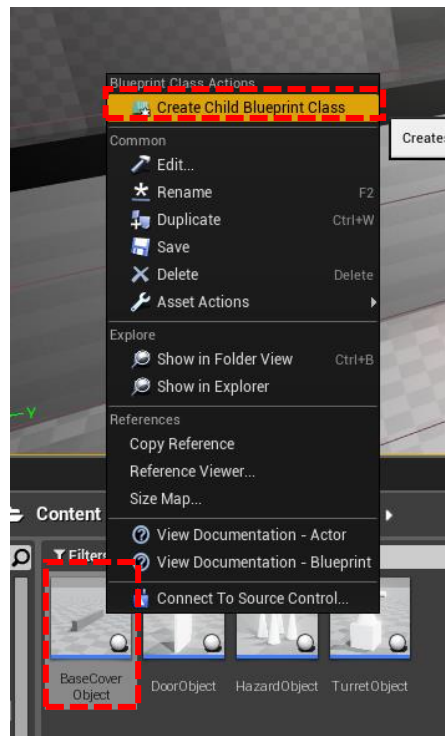 Blueprint Class Actions
Create Child Blueprint Class
Creates
Common
Edit...
Rename F2
Duplicate Ctrl+W
Save
Delete Delete
Asset Actions
Explore
Show in Folder View Ctrl+B
Show in Explorer
References
Copy Reference
Reference Viewer...
Size Map...
Y
View Documentation - Actor
Content
View Documentation - Blueprint
Filters
Connect To Source Control...
BaseCover
Object
DoorObject
HazardObject
TurretObject